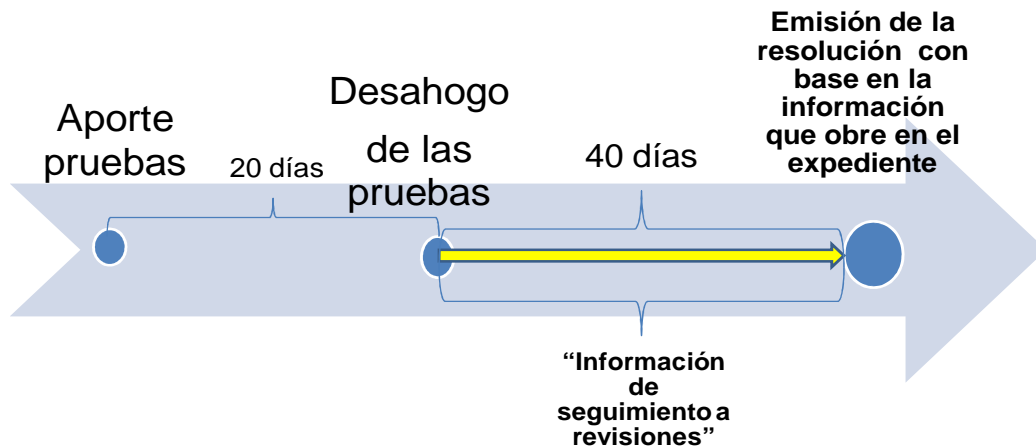 Aporte
pruebas
20 días
Desahogo
de las
pruebas
40 días
Emisión de la
resolución con
base en la
información
que obre en el
expediente
“Información
de
seguimiento a
revisiones”